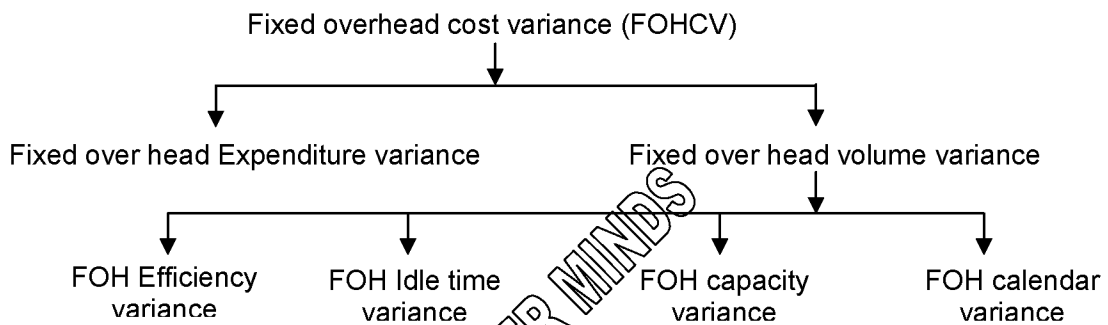 Fixed overhead cost variance (FOHCV)
Fixed over head Expenditure variance
Fixed over head volume variance
FOH Efficiency
variance
FOH Idle time
variance
FOH capacity
variance
FOH calendar
variance
MINDS